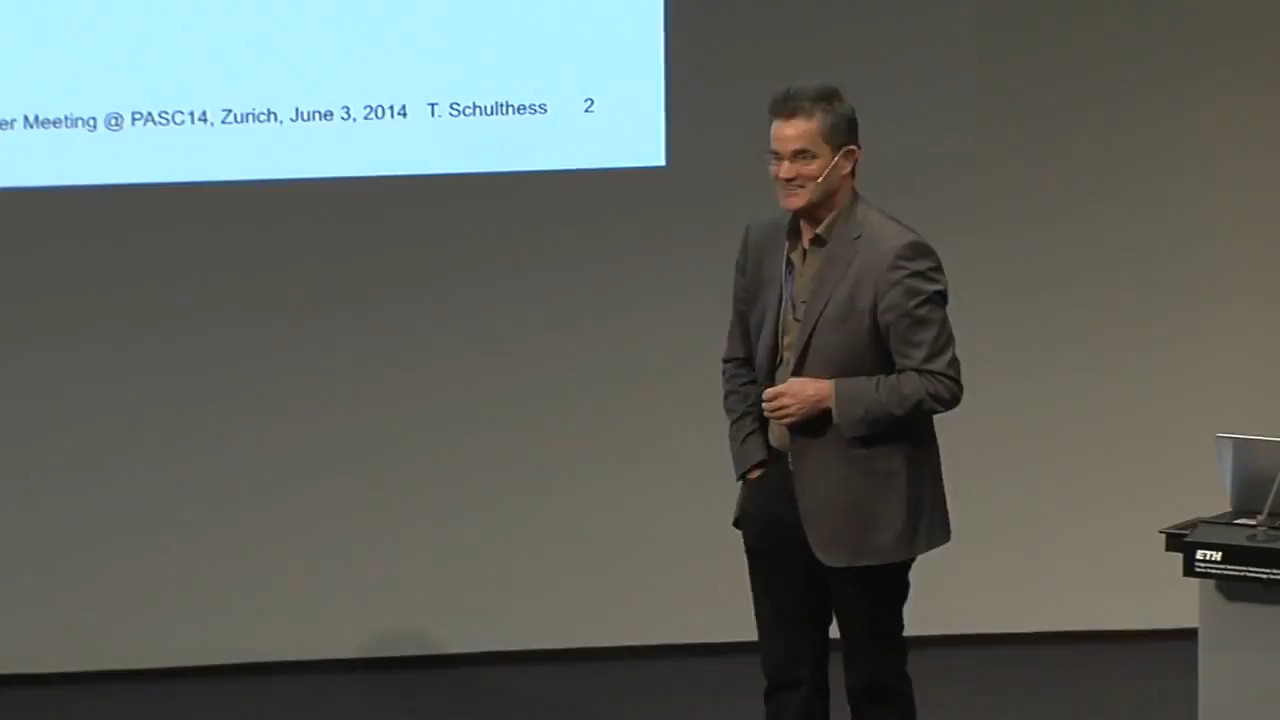 er Meeting @ PASC14, Zurich, June 3, 2014 T. Schulthess 2
ETH